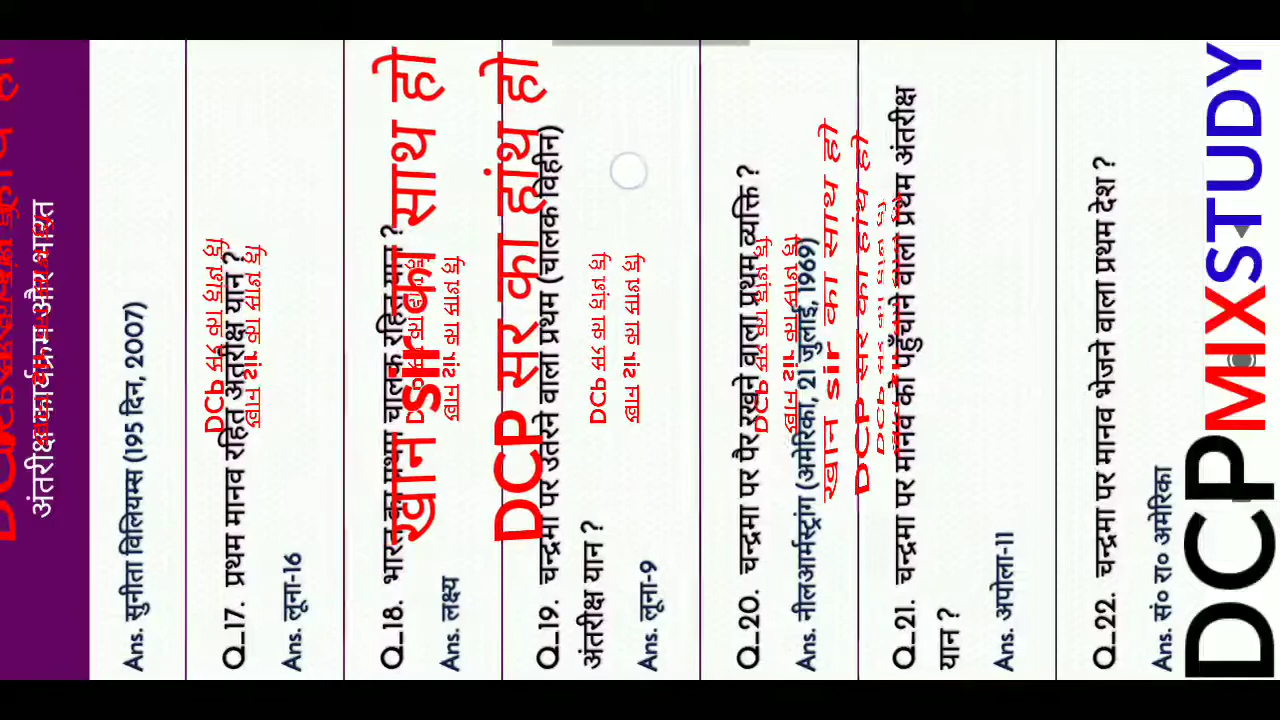 अंतरीक्ष कार्यक्रम और भारत
Ans. सुनीता विलियम्स (195 दिन, 2007)
Q_17. प्रथम मानव रहित अंतरीक्ष यान ?
Ans. लूना-16
Q_18. भारत का प्रथम चालक रहित यान ?
Ans. लक्ष्य
Q_19. चन्द्रमा पर उतरने वाला प्रथम (चालक विहीन)
अंतरीक्ष यान ?
Ans. लूना-9
Q_20. चन्द्रमा पर पैर रखने वाला प्रथम व्यक्ति ?
Ans. नीलआर्मस्ट्रांग (अमेरिका, 21 जुलाई, 1969)
Q_21. चन्द्रमा पर मानव को पहुँचाने वाला प्रथम अंतरीक्ष
यान ?
Ans. अपोला-11
Q_22. चन्द्रमा पर मानव भेजने वाला प्रथम देश ?
Ans. सं० रा० अमेरिका
खान sir का साथ हो
DCP सर का हांथ हो
खान sir का साथ हो
DCP सर का हांथ हो
DCPMIXSTUDY